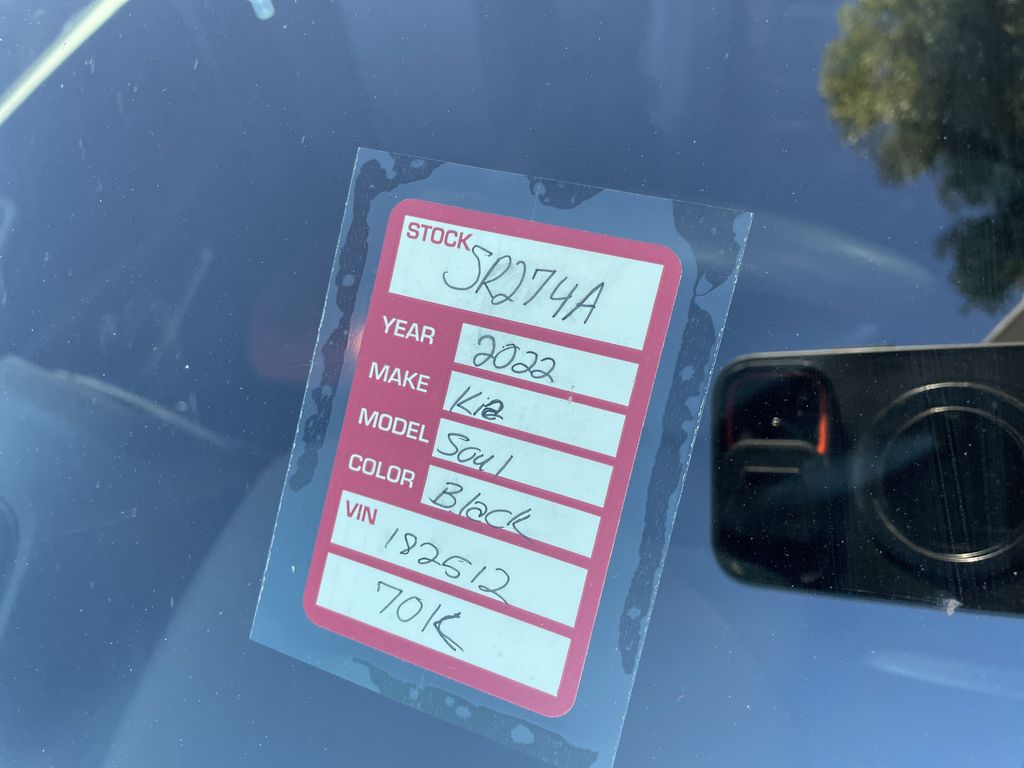 STOCK SR274A
YEAR 2022
MAKE Kia
MODEL Soul
COLOR Black
VIN 182512
70K